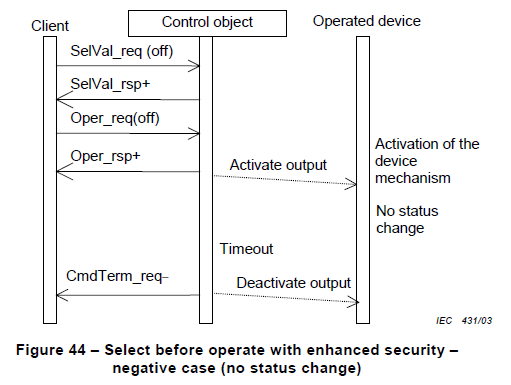 Client
Control object
Operated device
SelVal_req (off)
SelVal_rsp+
Oper_req(off)
Oper_rsp+
Activate output
Activation of the
device
mechanism
No status
change
Timeout
CmdTerm_req–
Deactivate output
IEC 431/03
Figure 44 – Select before operate with enhanced security –
negative case (no status change)